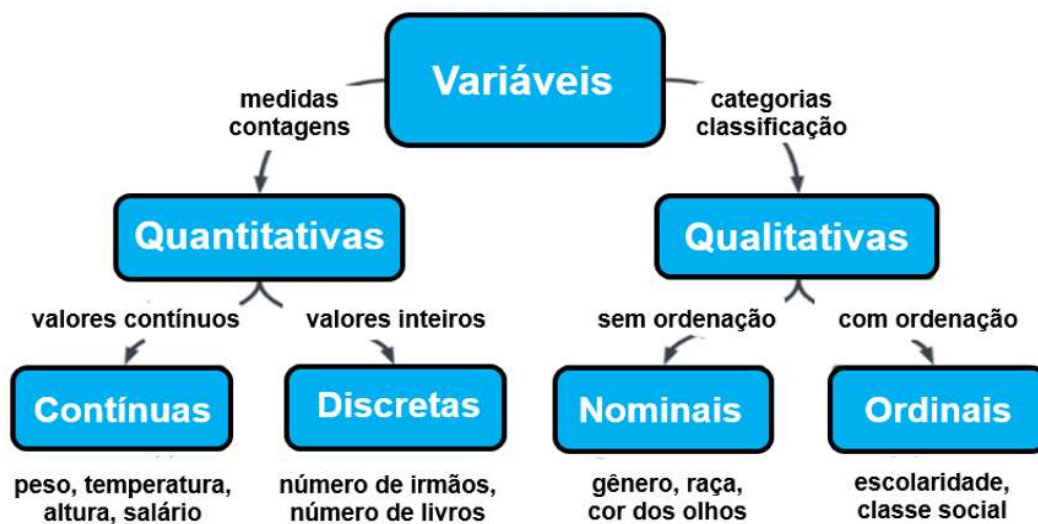 Variáveis
medidas
contagens
categorias
classificação
Quantitativas
Qualitativas
valores contínuos
valores inteiros
sem ordenação
com ordenação
Contínuas
Discretas
Nominais
Ordinais
peso, temperatura,
altura, salário
número de irmãos,
número de livros
gênero, raça,
cor dos olhos
escolaridade,
classe social